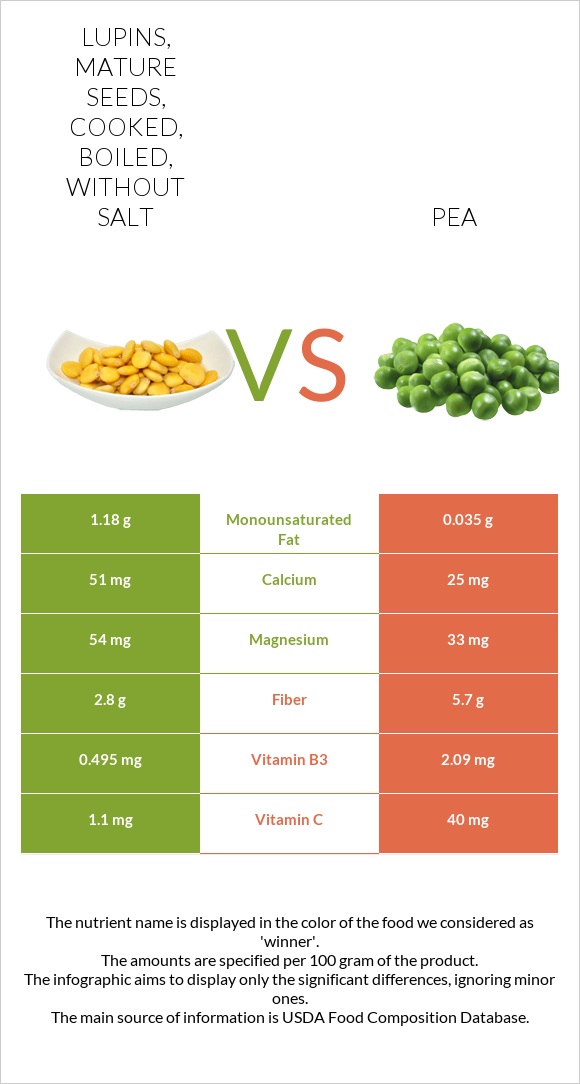 LUPINS,
MATURE
SEEDS,
COOKED,
BOILED,
WITHOUT
SALT
PEA
VS
1.18 g Monounsaturated 0.035 g
Fat
51 mg Calcium 25 mg
54 mg Magnesium 33 mg
2.8 g Fiber 5.7 g
0.495 mg Vitamin B3 2.09 mg
1.1 mg Vitamin C 40 mg
The nutrient name is displayed in the color of the food we considered as
'winner'.
The amounts are specified per 100 gram of the product.
The infographic aims to display only the significant differences, ignoring minor
ones.
The main source of information is USDA Food Composition Database.